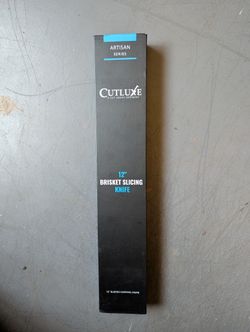 ARTISAN
SERIES
CUTLUXE
12"
BRISKET SLICING
KNIFE